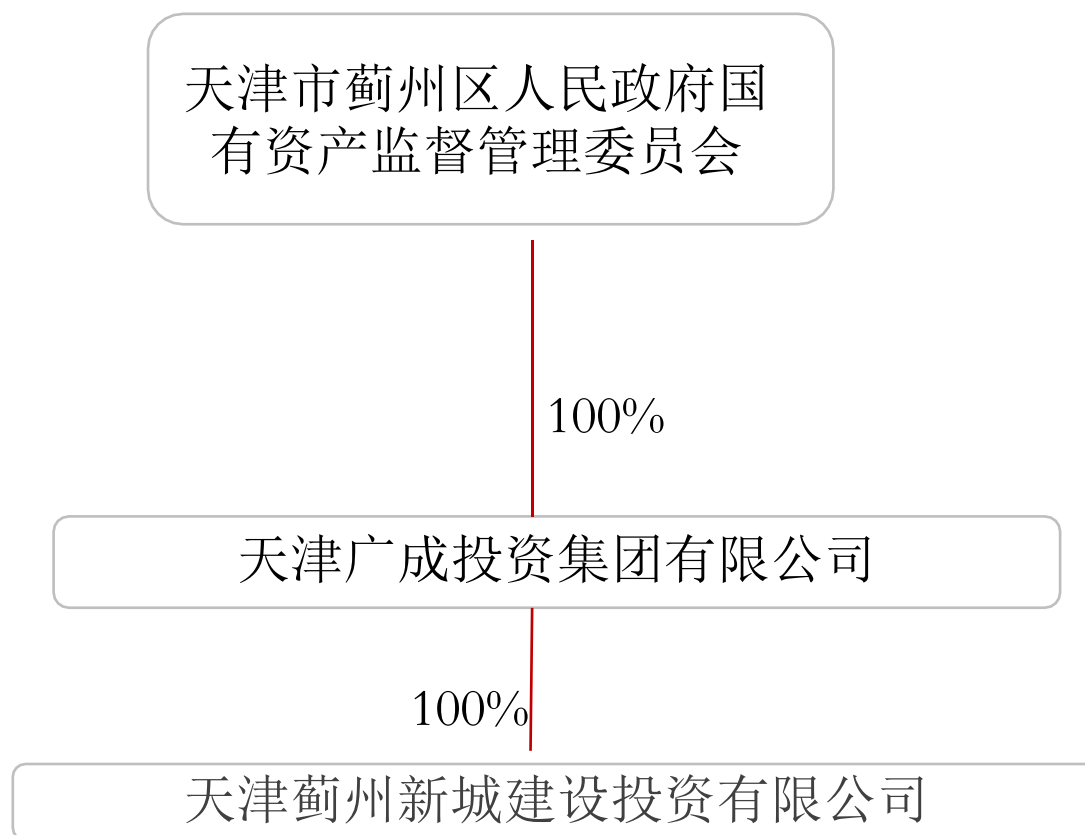 天津市蓟州区人民政府国
有资产监督管理委员会
100%
天津广成投资集团有限公司
100%
天津蓟州新城建设投资有限公司